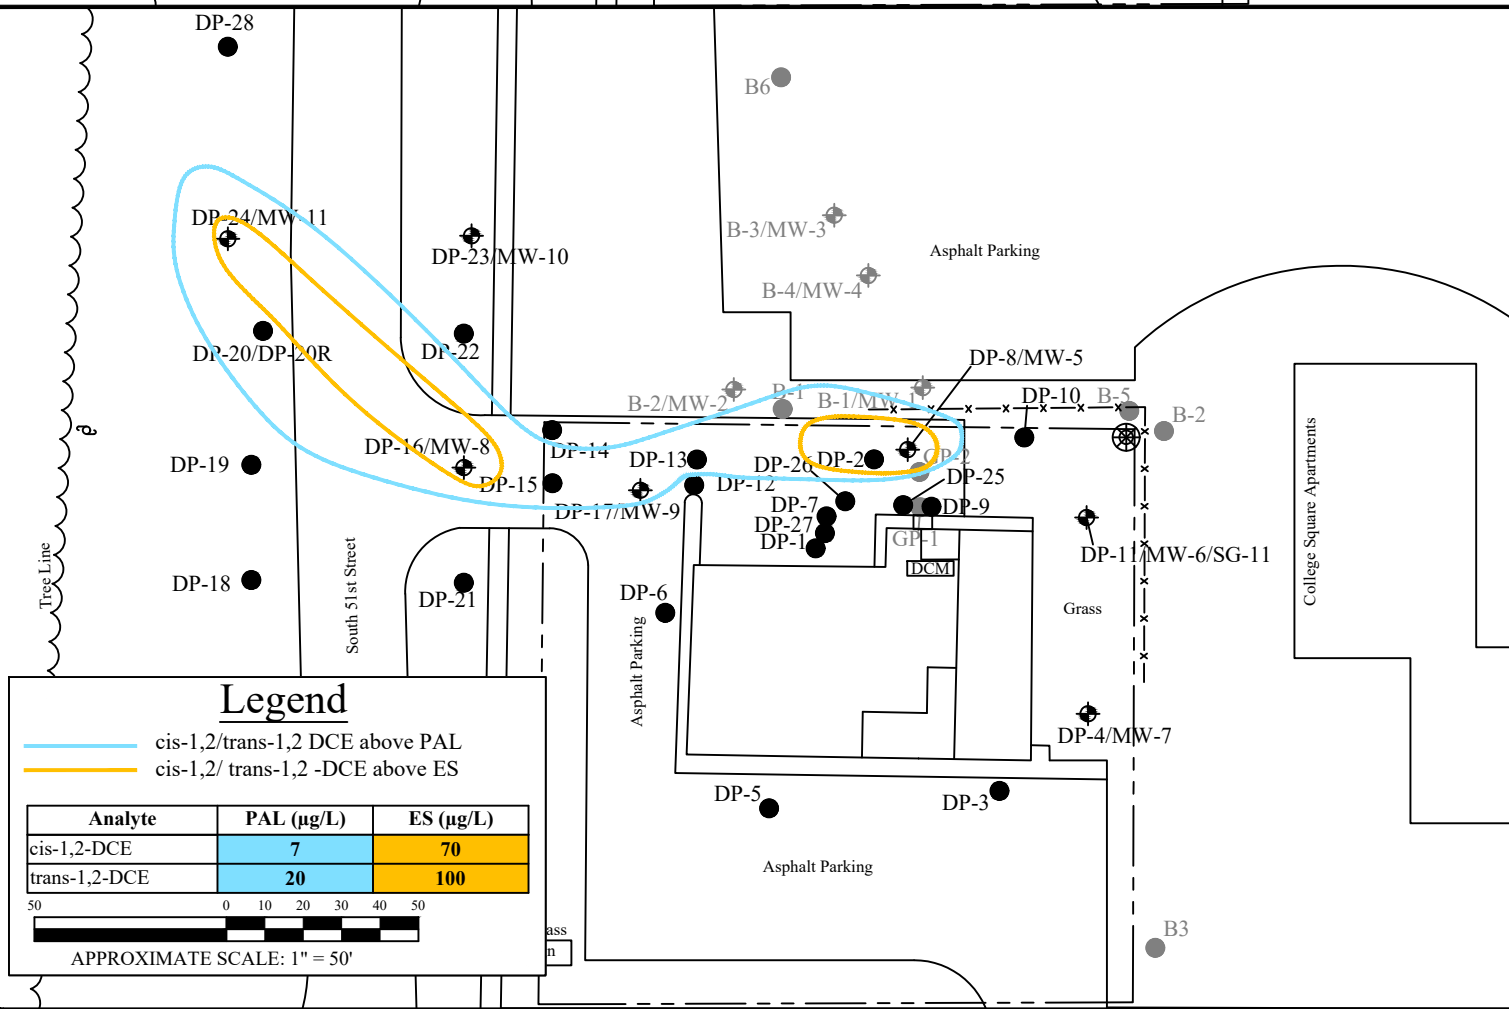 DP-28
B6
DP-24/MW-11
DP-23/MW-10
B-3/MW-3
Asphalt Parking
B-4/MW-4
DP-20/DP-20R
DP-22
DP-8/MW-5
B-2/MW-2
B-1
B-1/MW-1
DP-10
B-5
B-2
DP-16/MW-8
DP-14
DP-13
DP-26
DP-2
GP-2
DP-19
DP-15
DP-12
DP-25
DP-17/MW-9
DP-7
DP-9
DP-27
DP-1
GP-1
DP-11/MW-6/SG-11
DCM
College Square Apartments
Tree Line
South 51st Street
DP-18
DP-21
DP-6
Grass
Asphalt Parking
DP-4/MW-7
DP-5
DP-3
Asphalt Parking
B3
Legend
cis-1,2/trans-1,2 DCE above PAL
cis-1,2/ trans-1,2 -DCE above ES
Analyte PAL (µg/L) ES (µg/L)
cis-1,2-DCE 7 70
trans-1,2-DCE 20 100
50 0 10 20 30 40 50
APPROXIMATE SCALE: 1" = 50'
ass
n